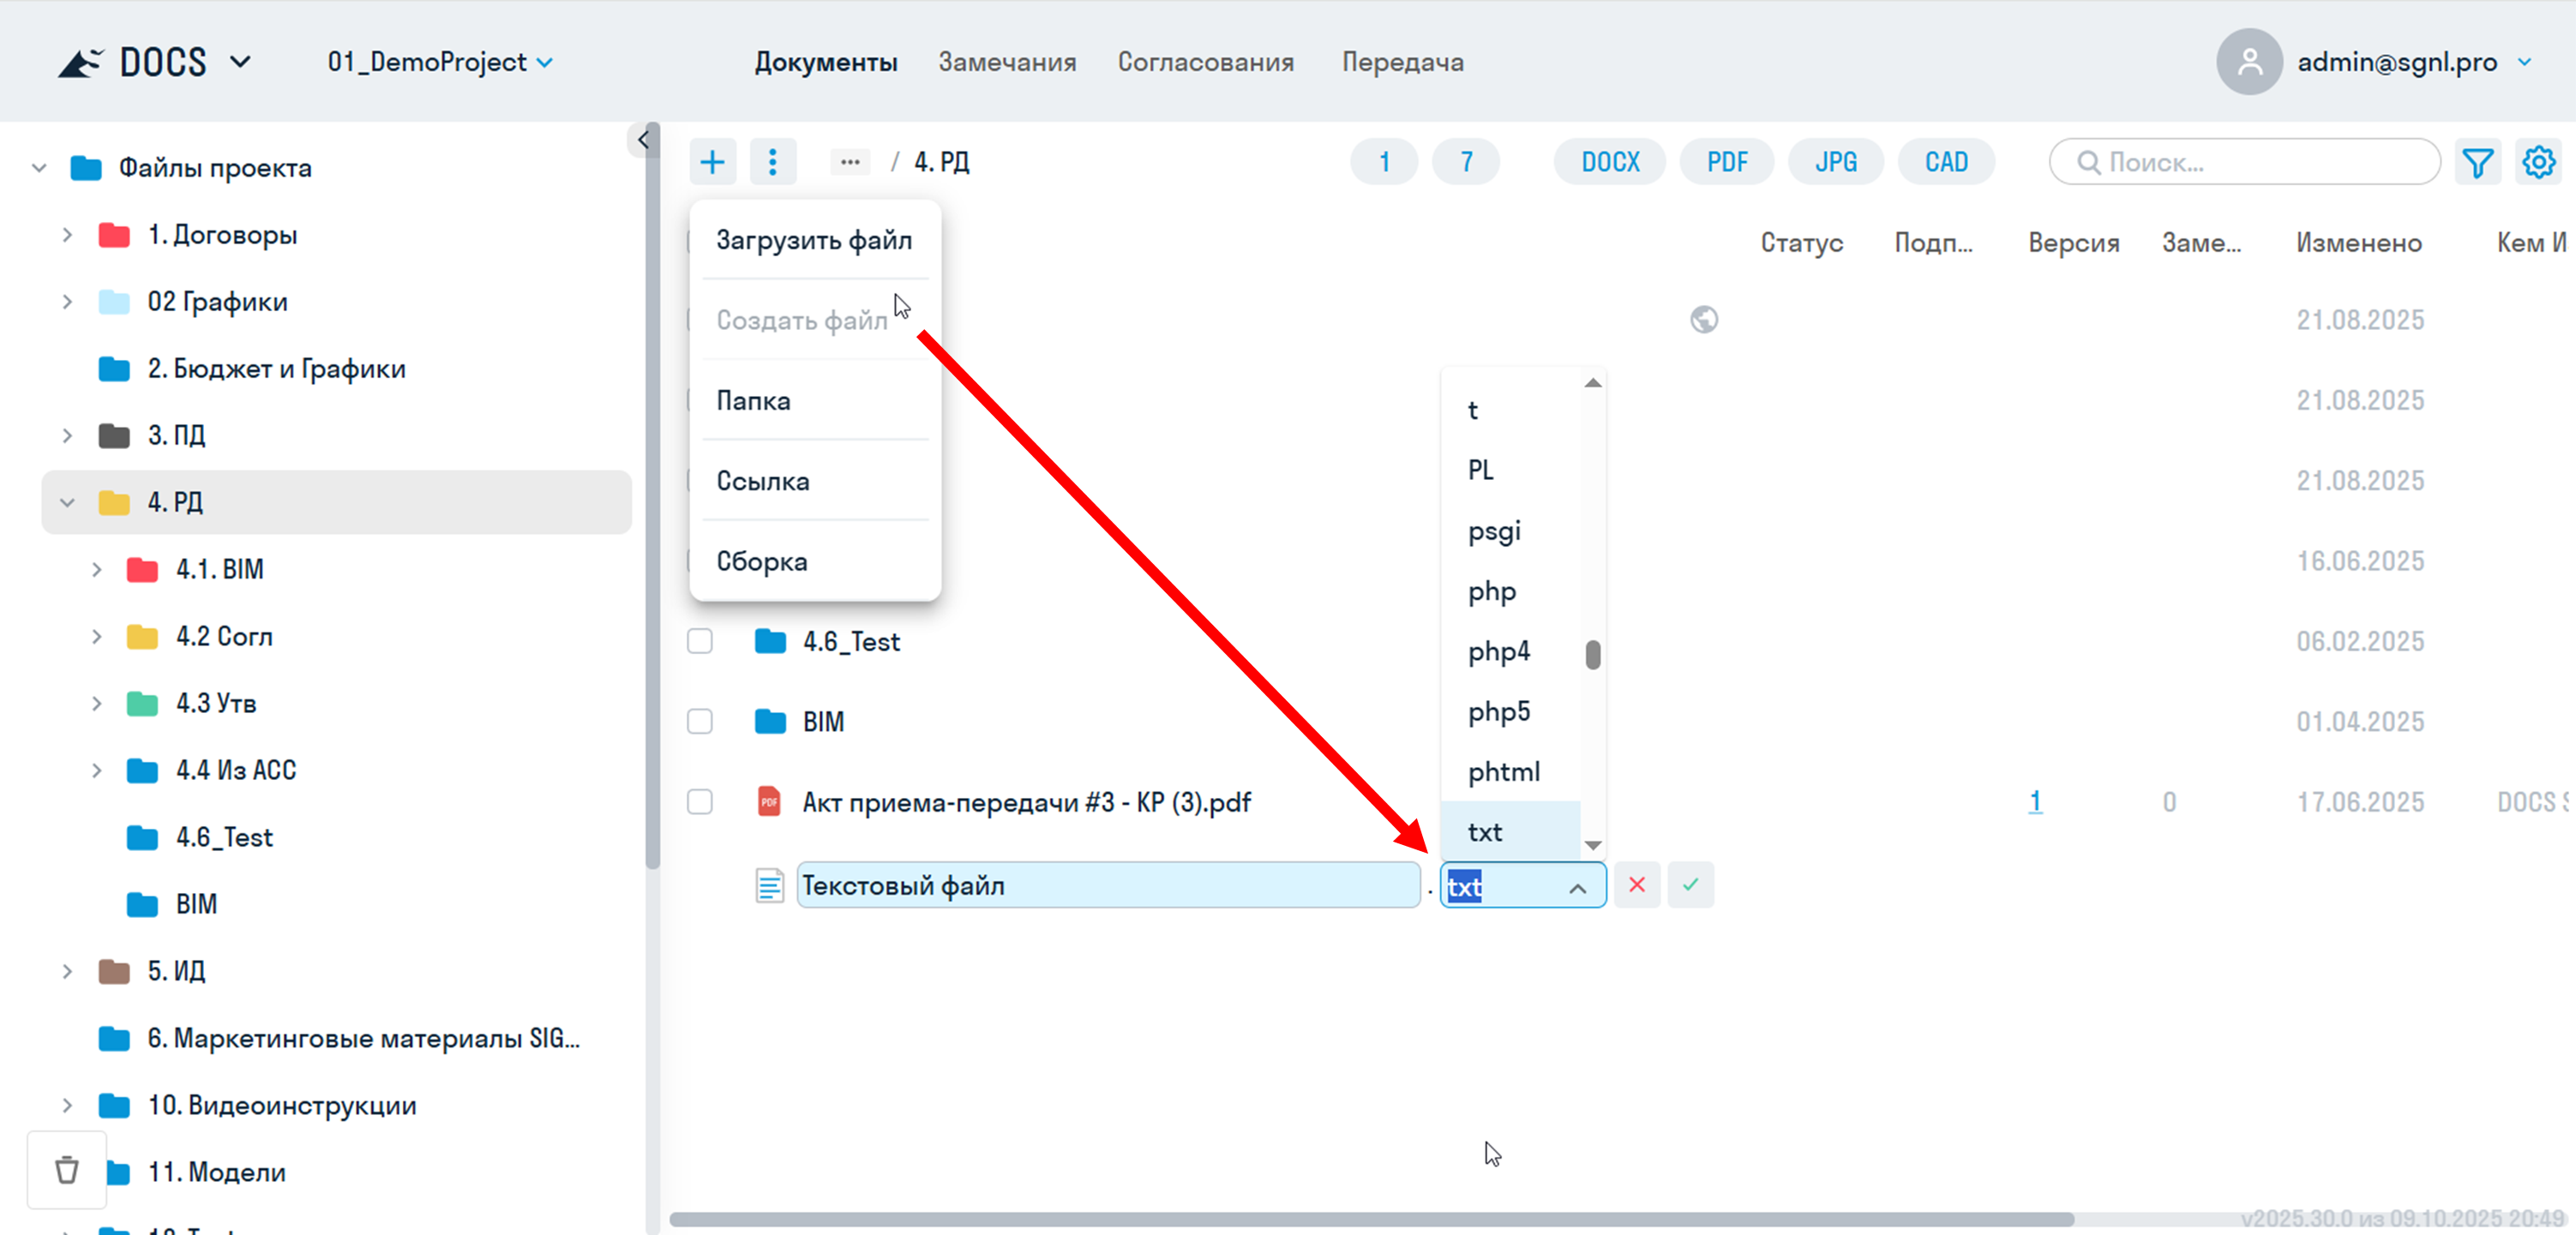 DOCS
01_DemoProject
Документы Замечания Согласования Передача
admin@sgnl.pro
Файлы проекта
1. Договоры
02 Графики
2. Бюджет и Графики
3. ПД
4. РД
4.1. BIM
4.2 Согл
4.3 Утв
4.4 Из ACC
4.6_Test
BIM
5. ИД
6. Маркетинговые материалы SIG...
10. Видеоинструкции
11. Модели
... / 4. РД
1 7 DOCX PDF JPG CAD
Поиск...
Загрузить файл
Создать файл
Папка
Ссылка
Сборка
Статус Подп... Версия Заме... Изменено Кем И
21.08.2025
21.08.2025
21.08.2025
16.06.2025
4.6_Test 06.02.2025
BIM 01.04.2025
PDF Акт приема-передачи #3 - КР (3).pdf 1 0 17.06.2025 DOCS S
t
PL
psgi
php
php4
php5
phtml
txt
Текстовый файл . txt
v2025.30.0 из 09.10.2025 20:49